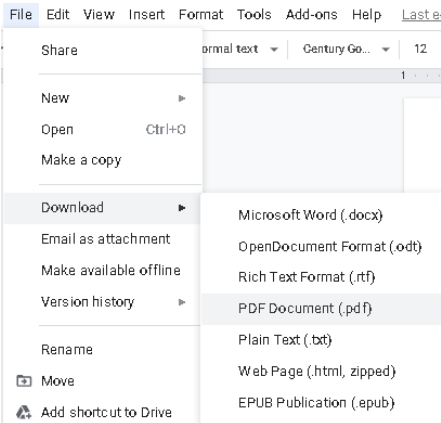 File Edit View Insert Format Tools Add-ons Help Last e
ormal text Century Go... 12
1
Share
New
Open Ctrl+O
Make a copy
Download
Email as attachment
Make available offline
Version history
Rename
Move
Add shortcut to Drive
Microsoft Word (.docx)
OpenDocument Format (.odt)
Rich Text Format (.rtf)
PDF Document (.pdf)
Plain Text (.txt)
Web Page (.html, zipped)
EPUB Publication (.epub)